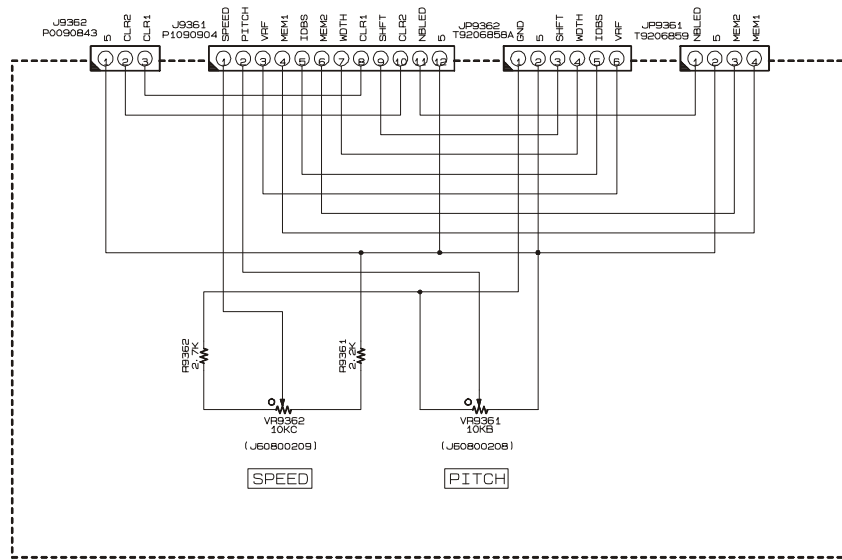 J9362
P0090843
5
CLR2
CLR1
1
2
3
J9361
P1090904
SPEED
PITCH
VRF
MEM1
IDBS
MEM2
WDTH
CLR1
SHFT
CLR2
NBLED
5
1
2
3
4
5
6
7
8
9
10
11
12
JP9362
T9206858A
GND
5
SHFT
WDTH
IDBS
VRF
1
2
3
4
5
6
JP9361
T9206859
NBLED
5
MEM2
MEM1
1
2
3
4
R9362
2.7K
R9361
2.2K
VR9362
10KC
(J60800209)
SPEED
VR9361
10KB
(J60800208)
PITCH